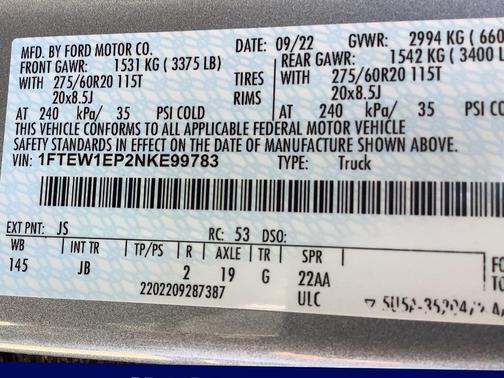 MFD. BY FORD MOTOR CO. DATE: 09/22 GVWR: 2994 KG (660
FRONT GAWR: 1531 KG (3375 LB) REAR GAWR: 1542 KG (3400
WITH 275/60R20 115T TIRES WITH 275/60R20 115T
20x8.5J RIMS 20x8.5J
AT 240 kPa/ 35 PSI COLD AT 240 kPa/ 35
THIS VEHICLE CONFORMS TO ALL APPLICABLE FEDERAL MOTOR VEHICLE
SAFETY STANDARDS IN EFFECT ON THE DATE OF MANUFACTURE SHOWN ABOVE.
VIN: 1FTEW1EP2NKE99783 TYPE: Truck
EXT PNT: JS RC: 53 DSO:
WB INT TR TP/PS R AXLE TR SPR
145 JB 2 19 G 22AA
2202209287387 ULC